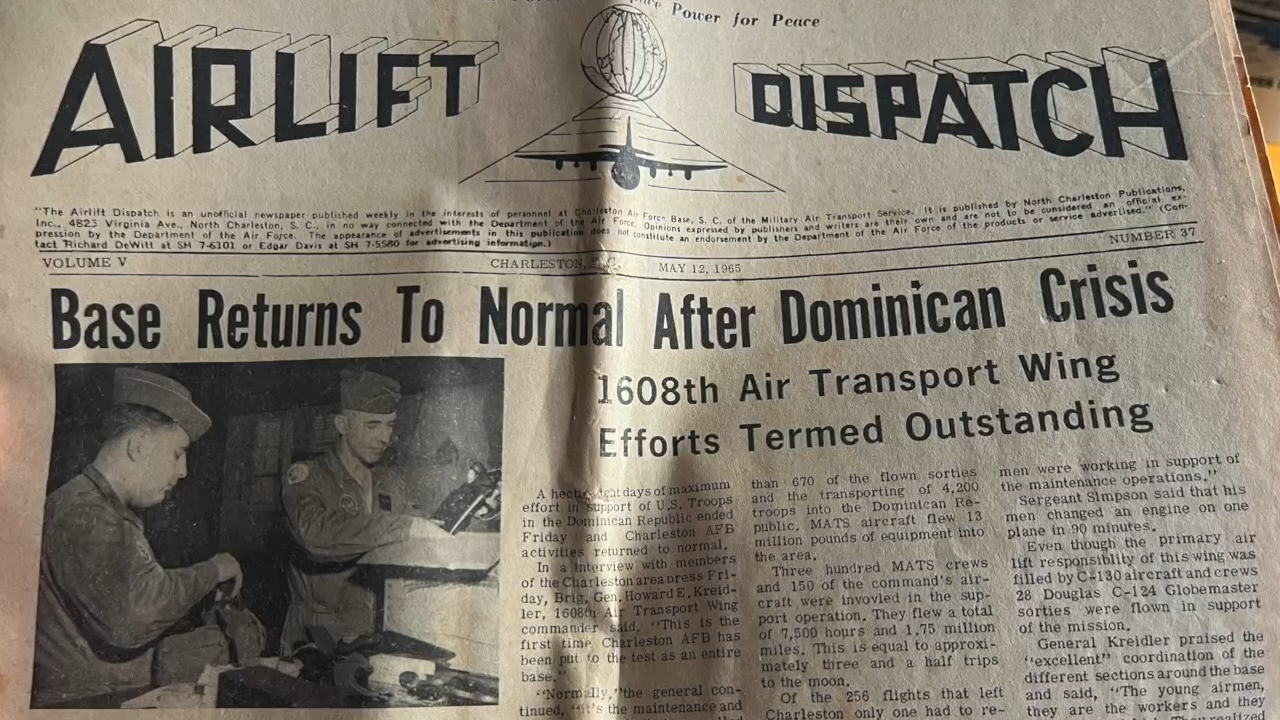 Power for Peace
AIRLIFT DISPATCH
"The Airlift Dispatch is an unofficial newspaper published weekly in the interests of personnel at Charleston Air Force Base, S. C. of the Military Air Transport Service. It is published by North Charleston Publications,
Inc., 4823 Virginia Ave., North Charleston, S. C., in no way connected with the Department of the Air Force. Opinions expressed by publishers and writers are their own and are not to be considered an official ex-
pression by the Department of the Air Force. The appearance of advertisements in this publication does not constitute an endorsement by the Department of the Air Force of the products or service advertised." (Con-
tact Richard DeWitt at SH 7-6101 or Edgar Davis at SH 7-5580 for advertising information.)
VOLUME V CHARLESTON, S.C. MAY 12, 1965 NUMBER 37
Base Returns To Normal After Dominican Crisis
1608th Air Transport Wing
Efforts Termed Outstanding
A hectic eight days of maximum
effort in support of U.S. Troops
in the Dominican Republic ended
Friday and Charleston AFB
activities returned to normal.
In a interview with members
of the Charleston area press Fri-
day, Brig. Gen. Howard E. Kreid-
ler, 1608th Air Transport Wing
commander said, "This is the
first time Charleston AFB has
been put to the test as an entire
base."
"Normally," the general con-
tinued, "it's the maintenance and
than 670 of the flown sorties
and the transporting of 4,200
troops into the Dominican Re-
public. MATS aircraft flew 13
million pounds of equipment into
the area.
Three hundred MATS crews
and 150 of the command's air-
craft were invovled in the sup-
port operation. They flew a total
of 7,500 hours and 1.75 million
miles. This is equal to approxi-
mately three and a half trips
to the moon.
Of the 256 flights that left
Charleston only one had to re-
men were working in support of
the maintenance operations."
Sergeant Simpson said that his
men changed an engine on one
plane in 90 minutes.
Even though the primary air
lift responsiblity of this wing was
filled by C-130 aircraft and crews
28 Douglas C-124 Globemaster
sorties were flown in support
of the mission.
General Kreidler praised the
"excellent" coordination of the
different sections around the base
and said, "The young airmen,
they are the workers and they